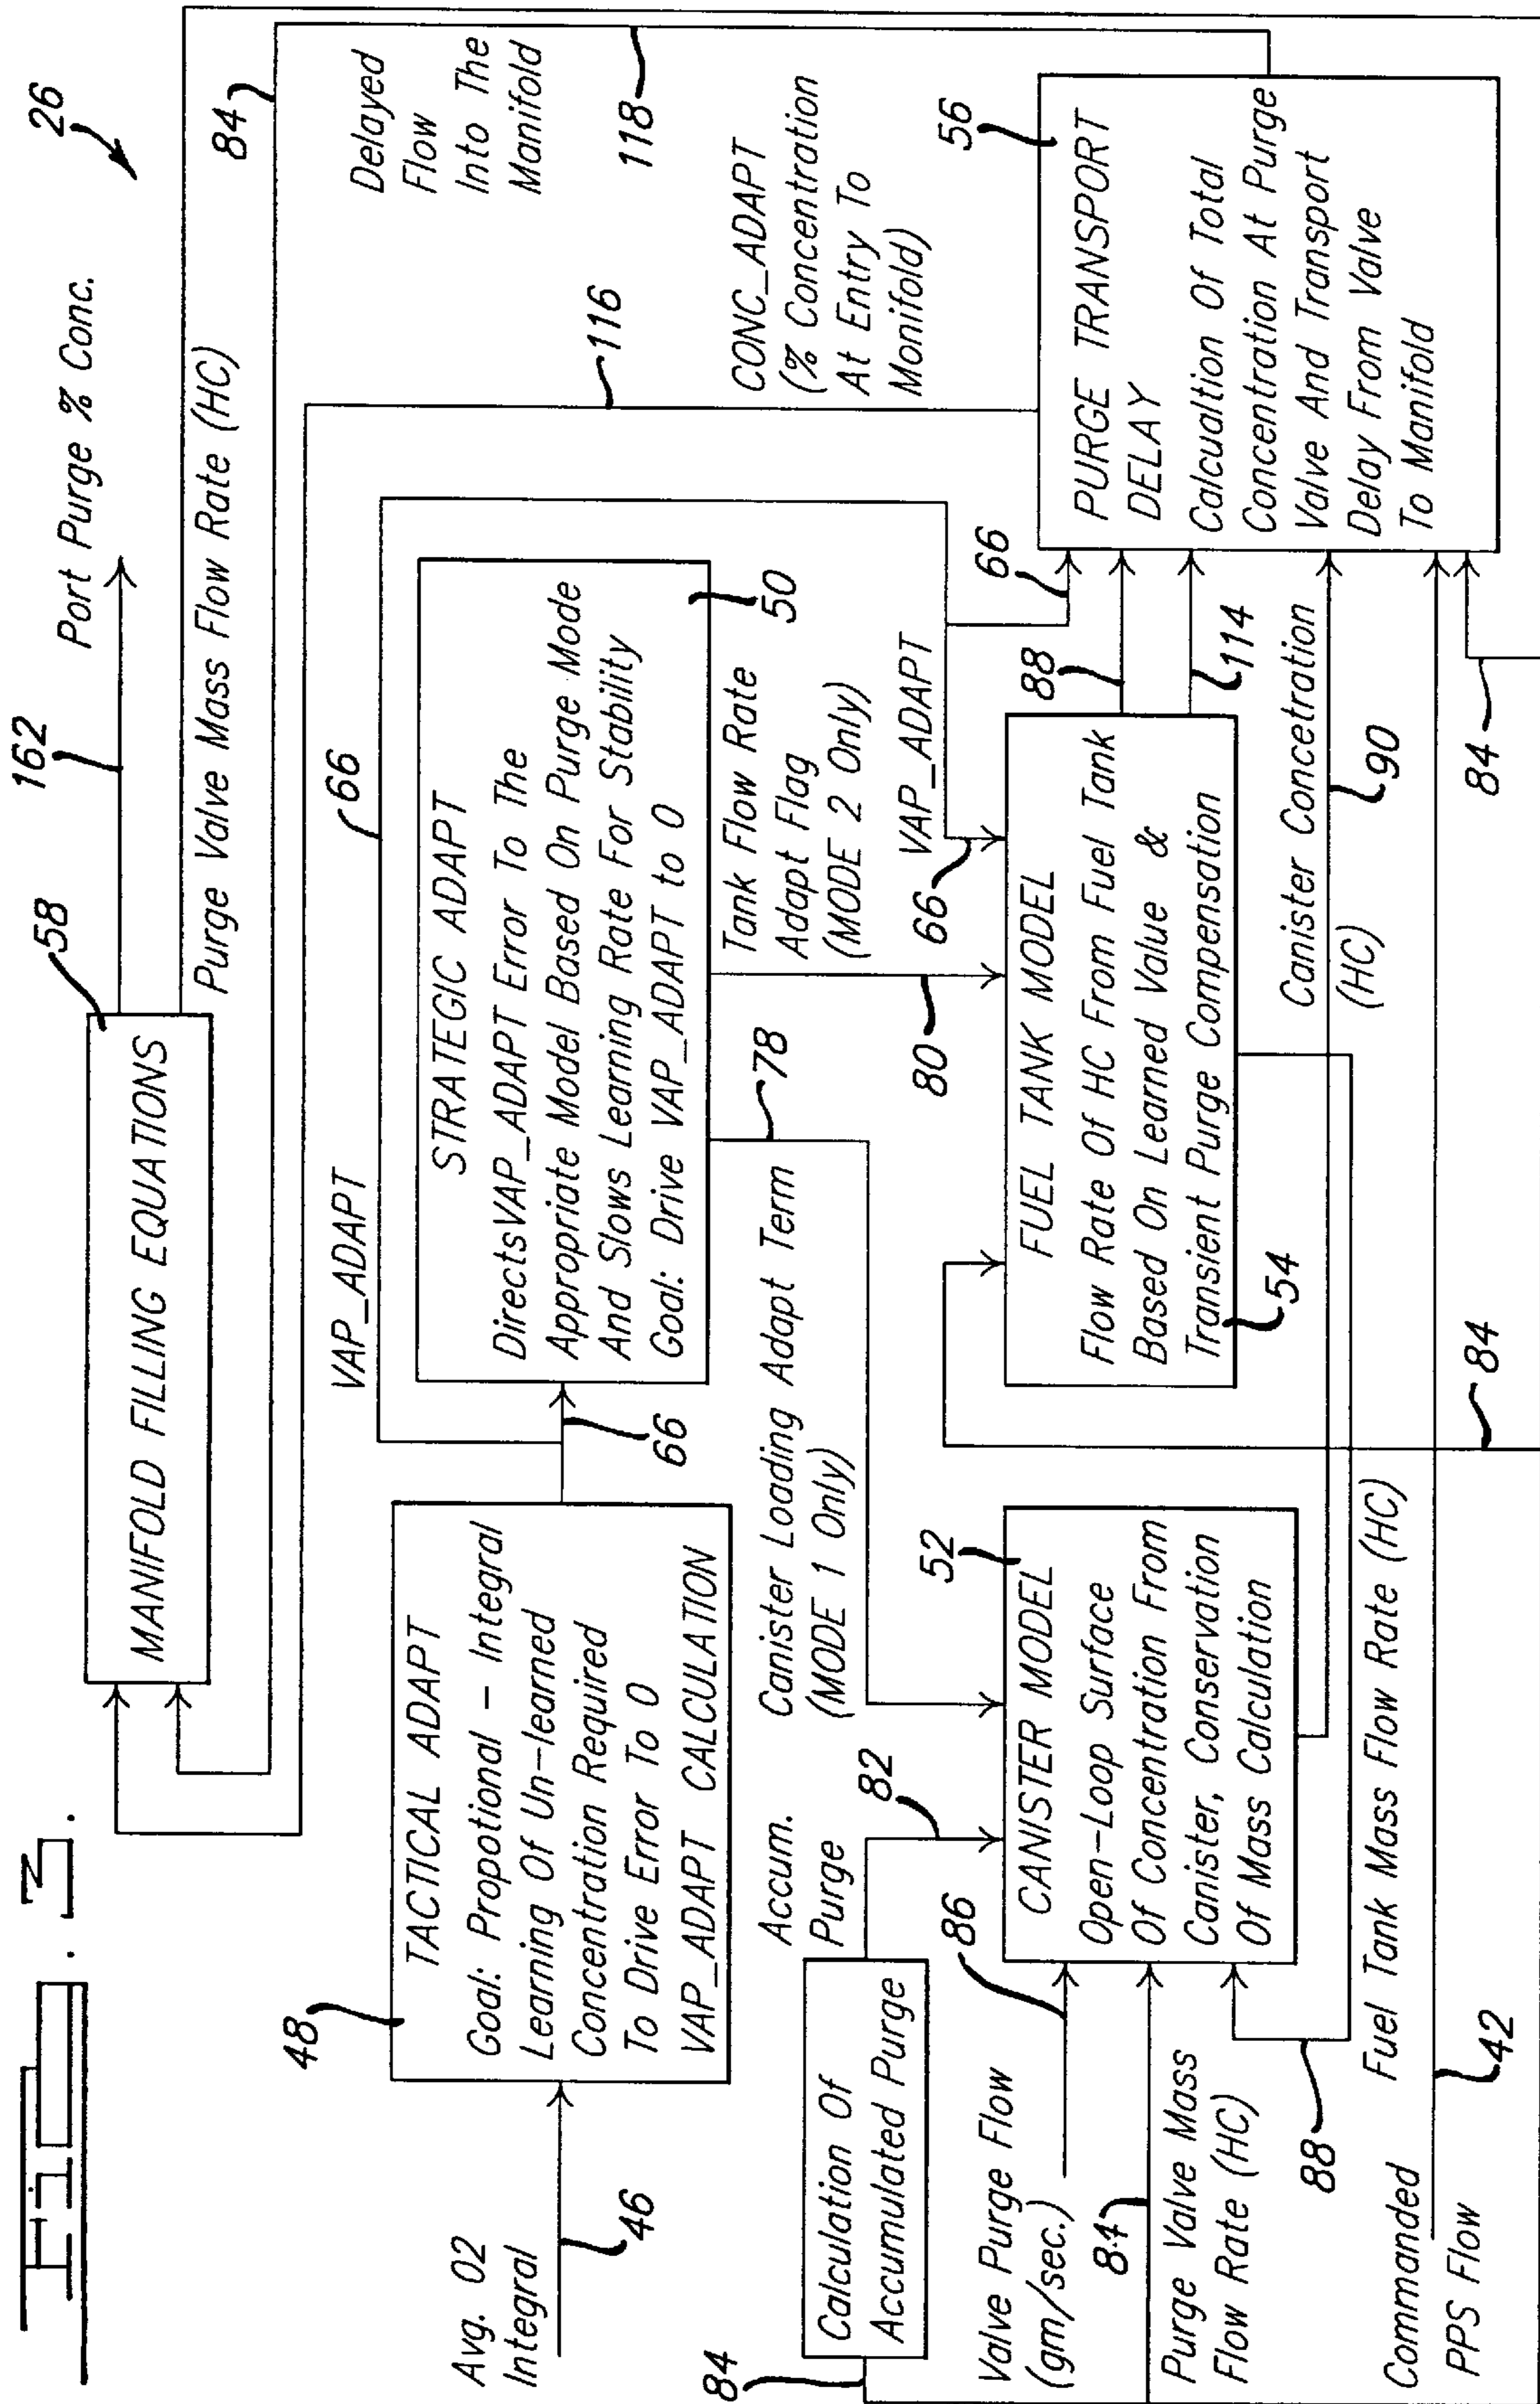 Fig. 3.
26
58
MANIFOLD FILLING EQUATIONS
162
Port Purge % Conc.
Purge Valve Mass Flow Rate (HC)
84
Delayed
Flow
Into The
Manifold
118
116
CONC_ADAPT
(% Concentration
At Entry To
Monifold)
VAP_ADAPT
66
48
TACTICAL ADAPT
Goal: Propotional - Integral
Learning Of Un-learned
Concentration Required
To Drive Error To 0
VAP_ADAPT CALCULATION
Avg. 02
Integral
46
66
STRATEGIC ADAPT
DirectsVAP_ADAPT Error To The
Appropriate Model Based On Purge Mode
And Slows Learning Rate For Stability
Goal: Drive VAP_ADAPT to 0
50
Calculation Of
Accumulated Purge
84
Accum.
Purge
82
Canister Loading Adapt Term
(MODE 1 Only)
78
Tank Flow Rate
Adapt Flag
(MODE 2 Only)
80
VAP_ADAPT
66
66
Valve Purge Flow
(gm/sec.)
86
84
Purge Valve Mass
Flow Rate (HC)
88
52
CANISTER MODEL
Open-Loop Surface
Of Concentration From
Canister, Conservation
Of Mass Calculation
FUEL TANK MODEL
Flow Rate Of HC From Fuel Tank
Based On Learned Value &
Transient Purge Compensation
54
88
114
56
PURGE TRANSPORT
DELAY
Calcualtion Of Total
Concentration At Purge
Valve And Transport
Delay From Valve
To Manifold
Canister Concetration
(HC)
90
Fuel Tank Mass Flow Rate (HC)
Commanded
PPS Flow
42
84
84